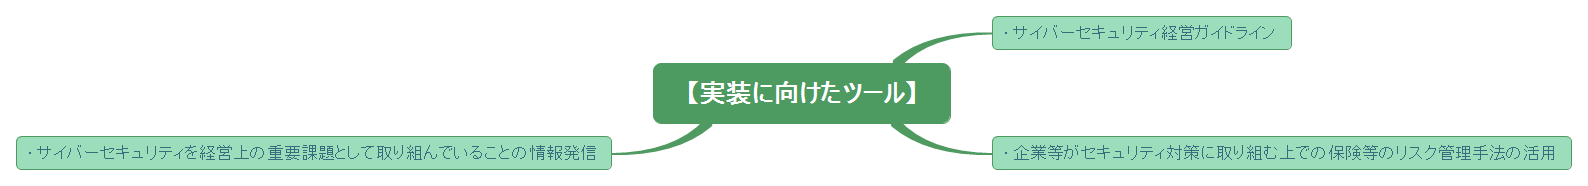 ・サイバーセキュリティ経営ガイドライン
【実装に向けたツール】
・サイバーセキュリティを経営上の重要課題として取り組んでいることの情報発信
・企業等がセキュリティ対策に取り組む上での保険等のリスク管理手法の活用